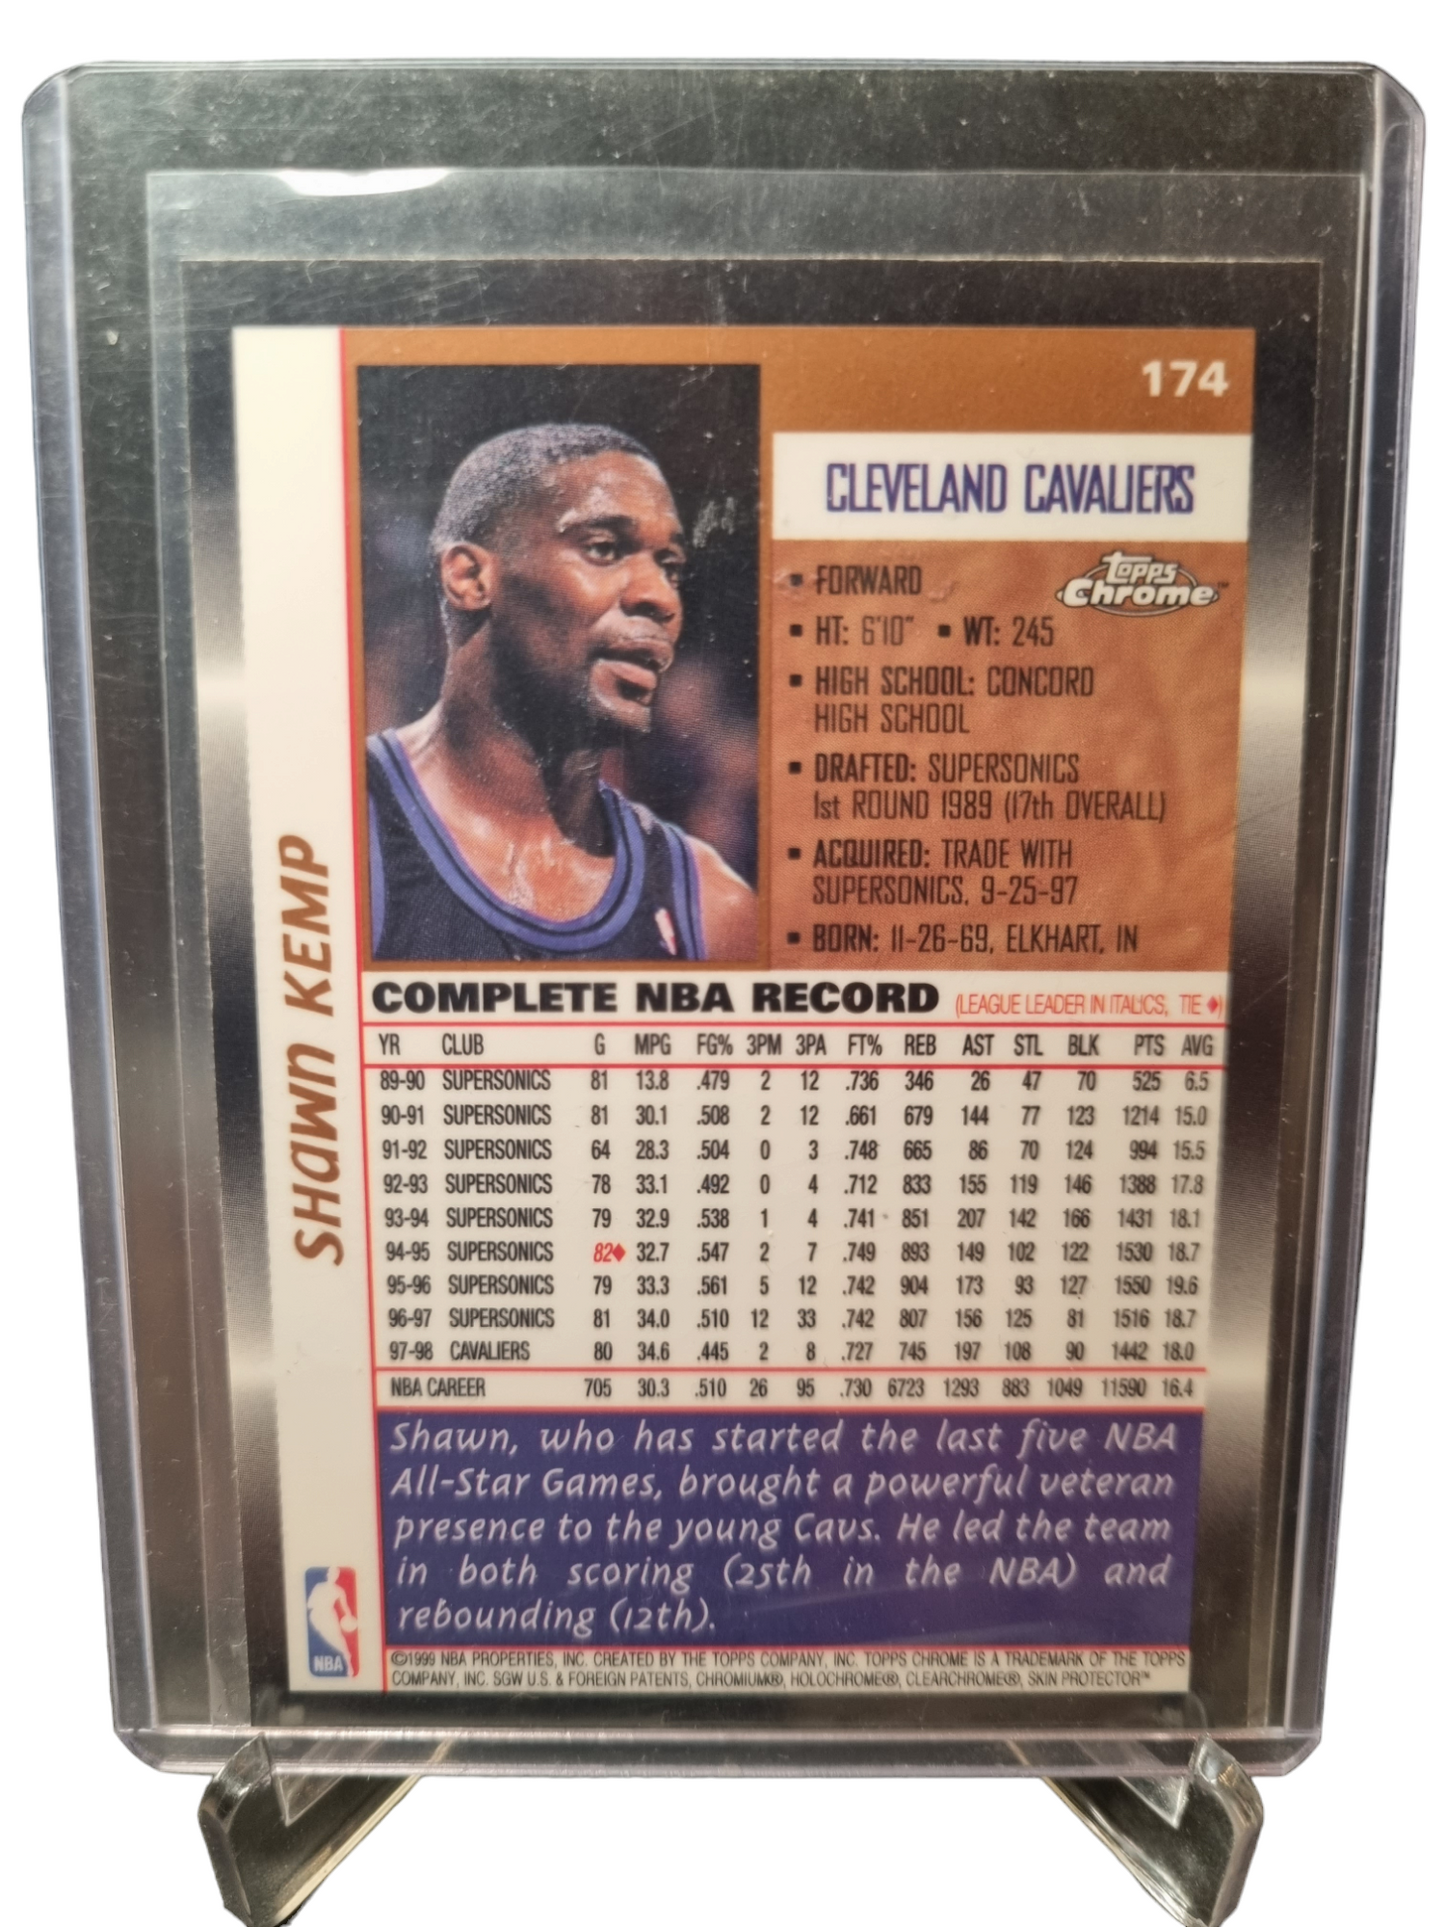 174
CLEVELAND CAVALIERS
Topps
Chrome™
▪ FORWARD
▪ HT: 6'10" ▪ WT: 245
▪ HIGH SCHOOL: CONCORD
HIGH SCHOOL
▪ DRAFTED: SUPERSONICS
1st ROUND 1989 (17th OVERALL)
▪ ACQUIRED: TRADE WITH
SUPERSONICS, 9-25-97
▪ BORN: 11-26-69, ELKHART, IN
SHAWN KEMP
COMPLETE NBA RECORD (LEAGUE LEADER IN ITALICS, TIE ♦)
YR CLUB G MPG FG% 3PM 3PA FT% REB AST STL BLK PTS AVG
89-90 SUPERSONICS 81 13.8 .479 2 12 .736 346 26 47 70 525 6.5
90-91 SUPERSONICS 81 30.1 .508 2 12 .661 679 144 77 123 1214 15.0
91-92 SUPERSONICS 64 28.3 .504 0 3 .748 665 86 70 124 994 15.5
92-93 SUPERSONICS 78 33.1 .492 0 4 .712 833 155 119 146 1388 17.8
93-94 SUPERSONICS 79 32.9 .538 1 4 .741 851 207 142 166 1431 18.1
94-95 SUPERSONICS 82♦ 32.7 .547 2 7 .749 893 149 102 122 1530 18.7
95-96 SUPERSONICS 79 33.3 .561 5 12 .742 904 173 93 127 1550 19.6
96-97 SUPERSONICS 81 34.0 .510 12 33 .742 807 156 125 81 1516 18.7
97-98 CAVALIERS 80 34.6 .445 2 8 .727 745 197 108 90 1442 18.0
NBA CAREER 705 30.3 .510 26 95 .730 6723 1293 883 1049 11590 16.4
Shawn, who has started the last five NBA
All-Star Games, brought a powerful veteran
presence to the young Cavs. He led the team
in both scoring (25th in the NBA) and
rebounding (12th).
NBA
©1999 NBA PROPERTIES, INC. CREATED BY THE TOPPS COMPANY, INC. TOPPS CHROME IS A TRADEMARK OF THE TOPPS
COMPANY, INC. SGW U.S. & FOREIGN PATENTS, CHROMIUM®, HOLOCHROME®, CLEARCHROME®, SKIN PROTECTOR™